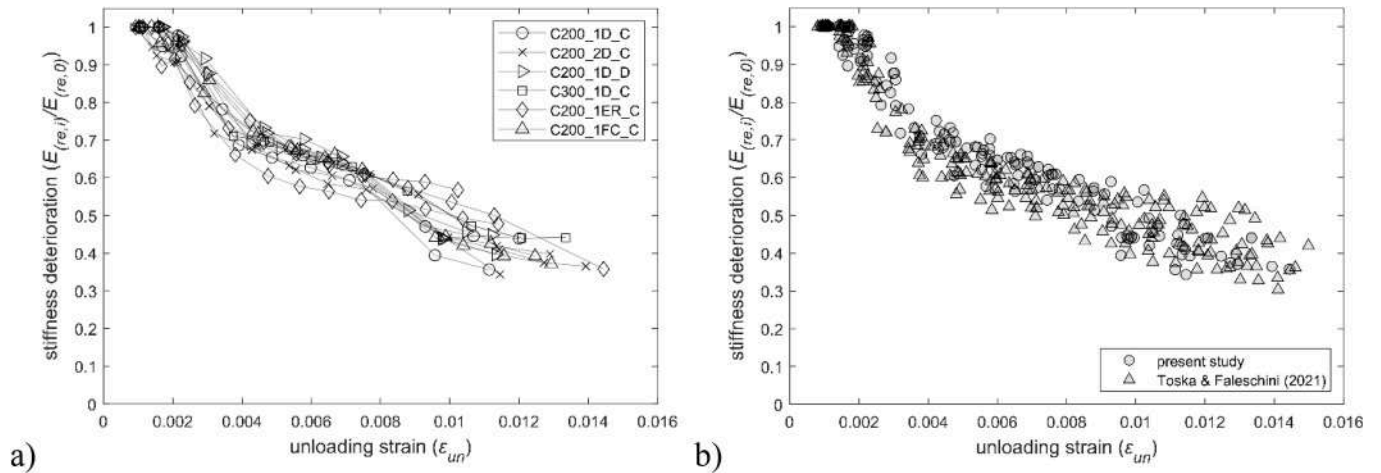 stiffness deterioration (E(re,i)/E(re,0))
1
0.9
0.8
0.7
0.6
0.5
0.4
0.3
0.2
0.1
0
C200_1D_C
C200_2D_C
C200_1D_D
C300_1D_C
C200_1ER_C
C200_1FC_C
0 0.002 0.004 0.006 0.008 0.01 0.012 0.014 0.016
unloading strain (εun)
a)
stiffness deterioration (E(re,i)/E(re,0))
1
0.9
0.8
0.7
0.6
0.5
0.4
0.3
0.2
0.1
0
present study
Toska & Faleschini (2021)
0 0.002 0.004 0.006 0.008 0.01 0.012 0.014 0.016
unloading strain (εun)
b)